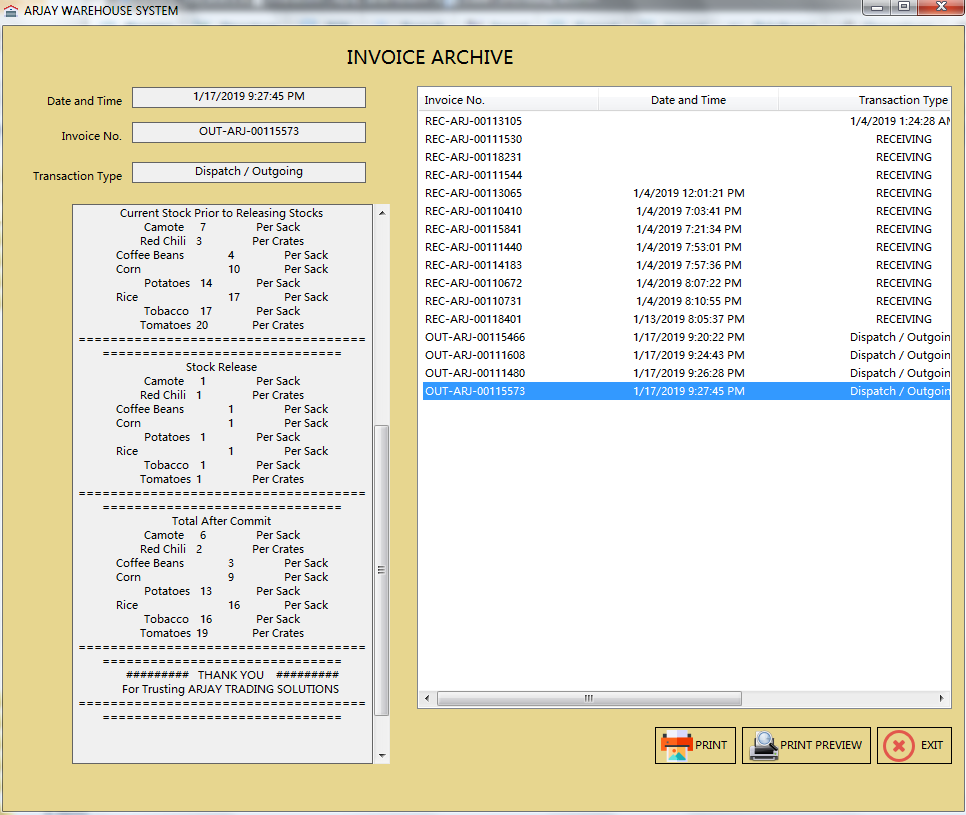 ARJAY WAREHOUSE SYSTEM
INVOICE ARCHIVE
Date and Time 1/17/2019 9:27:45 PM
Invoice No. OUT-ARJ-00115573
Transaction Type Dispatch / Outgoing
Current Stock Prior to Releasing Stocks
Camote 7 Per Sack
Red Chili 3 Per Crates
Coffee Beans 4 Per Sack
Corn 10 Per Sack
Potatoes 14 Per Sack
Rice 17 Per Sack
Tobacco 17 Per Sack
Tomatoes 20 Per Crates
====================================
==============================
Stock Release
Camote 1 Per Sack
Red Chili 1 Per Crates
Coffee Beans 1 Per Sack
Corn 1 Per Sack
Potatoes 1 Per Sack
Rice 1 Per Sack
Tobacco 1 Per Sack
Tomatoes 1 Per Crates
====================================
==============================
Total After Commit
Camote 6 Per Sack
Red Chili 2 Per Crates
Coffee Beans 3 Per Sack
Corn 9 Per Sack
Potatoes 13 Per Sack
Rice 16 Per Sack
Tobacco 16 Per Sack
Tomatoes 19 Per Crates
====================================
==============================
######### THANK YOU #########
For Trusting ARJAY TRADING SOLUTIONS
====================================
==============================
Invoice No. Date and Time Transaction Type
REC-ARJ-00113105 1/4/2019 1:24:28 AM
REC-ARJ-00111530 RECEIVING
REC-ARJ-00118231 RECEIVING
REC-ARJ-00111544 RECEIVING
REC-ARJ-00113065 1/4/2019 12:01:21 PM RECEIVING
REC-ARJ-00110410 1/4/2019 7:03:41 PM RECEIVING
REC-ARJ-00115841 1/4/2019 7:21:34 PM RECEIVING
REC-ARJ-00111440 1/4/2019 7:53:01 PM RECEIVING
REC-ARJ-00114183 1/4/2019 7:57:36 PM RECEIVING
REC-ARJ-00110672 1/4/2019 8:07:22 PM RECEIVING
REC-ARJ-00110731 1/4/2019 8:10:55 PM RECEIVING
REC-ARJ-00118401 1/13/2019 8:05:37 PM RECEIVING
OUT-ARJ-00115466 1/17/2019 9:20:22 PM Dispatch / Outgoin
OUT-ARJ-00111608 1/17/2019 9:24:43 PM Dispatch / Outgoin
OUT-ARJ-00111480 1/17/2019 9:26:28 PM Dispatch / Outgoin
OUT-ARJ-00115573 1/17/2019 9:27:45 PM Dispatch / Outgoin
PRINT PRINT PREVIEW EXIT